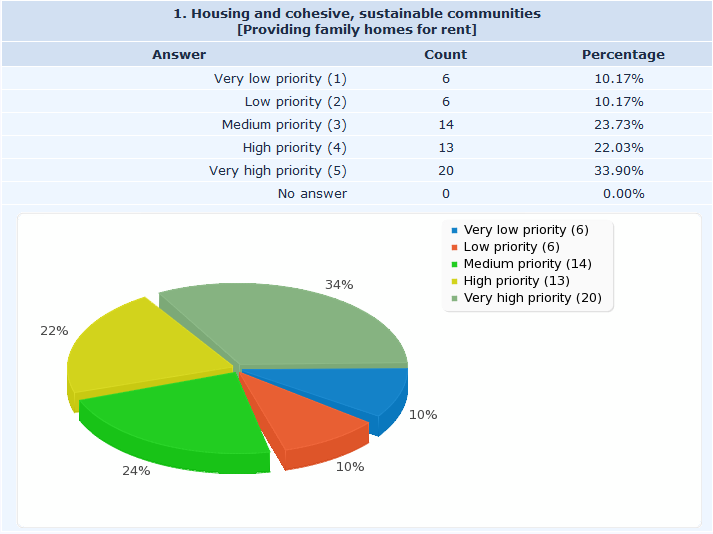 1. Housing and cohesive, sustainable communities
[Providing family homes for rent]
Answer Count Percentage
Very low priority (1) 6 10.17%
Low priority (2) 6 10.17%
Medium priority (3) 14 23.73%
High priority (4) 13 22.03%
Very high priority (5) 20 33.90%
No answer 0 0.00%
Very low priority (6)
Low priority (6)
Medium priority (14)
High priority (13)
Very high priority (20)
34%
22%
10%
24%
10%